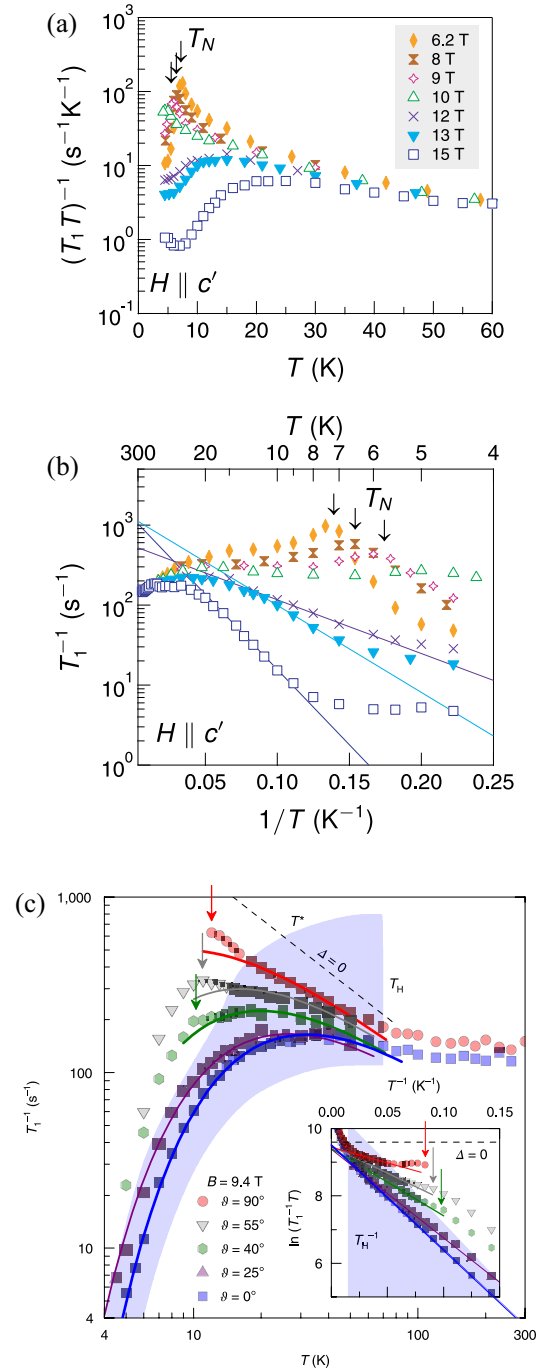 (a)
T_N
6.2 T
8 T
9 T
10 T
12 T
13 T
15 T
(T₁T)⁻¹ (s⁻¹K⁻¹)
10³
10²
10¹
10⁰
10⁻¹
H || c′
0 10 20 30 40 50 60
T (K)
(b)
T (K)
300 20 10 8 7 6 5 4
T_N
T₁⁻¹ (s⁻¹)
10³
10²
10¹
10⁰
H || c′
0.05 0.10 0.15 0.20 0.25
1/T (K⁻¹)
(c)
1,000
T*
Δ = 0
T_H
T₁⁻¹ (s⁻¹)
100
T⁻¹ (K⁻¹)
0.00 0.05 0.10 0.15
10
9
8
7
6
Δ = 0
ln (T₁⁻¹T)
T_H⁻¹
B = 9.4 T
ϑ = 90°
ϑ = 55°
ϑ = 40°
ϑ = 25°
ϑ = 0°
10
4
4 10 100 300
T (K)